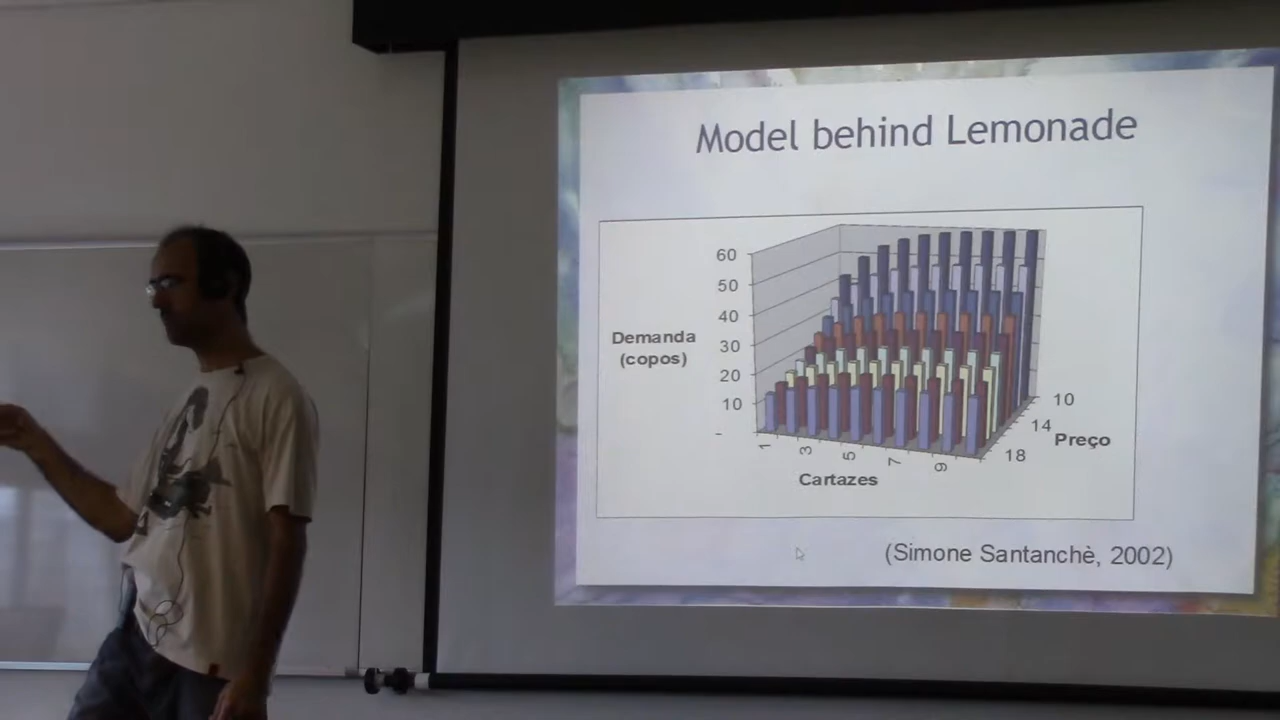 Model behind Lemonade
60
50
40
30
20
10
-
Demanda
(copos)
1
3
5
7
9
Cartazes
10
14
18
Preço
(Simone Santanchè, 2002)